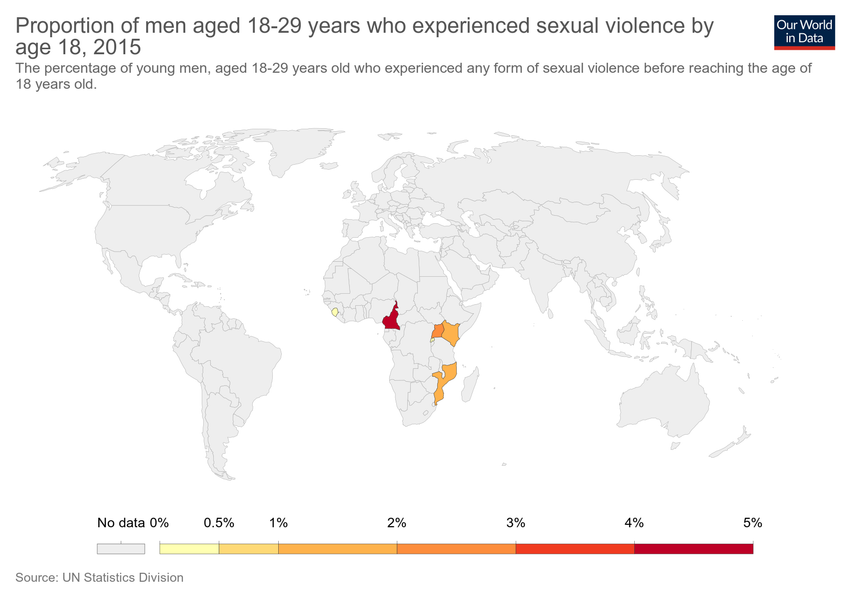 Proportion of men aged 18-29 years who experienced sexual violence by
age 18, 2015
Our World
in Data
The percentage of young men, aged 18-29 years old who experienced any form of sexual violence before reaching the age of
18 years old.
No data 0% 0.5% 1% 2% 3% 4% 5%
Source: UN Statistics Division